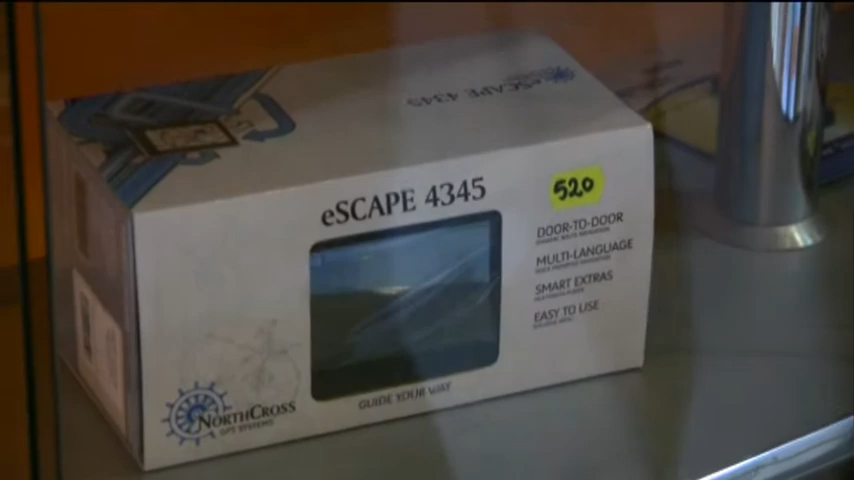 eSCAPE 4345
eSCAPE 4345
520
DOOR-TO-DOOR
MULTI-LANGUAGE
SMART EXTRAS
EASY TO USE
GUIDE YOUR WAY
NORTHCROSS
GPS SYSTEMS